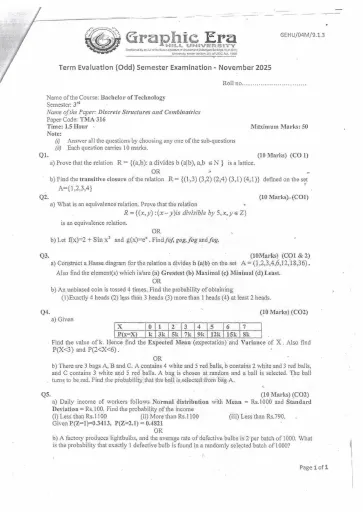 GEHU/04M/9.1.3
Graphic Era
HILL UNIVERSITY
Term Evaluation (Odd) Semester Examination - November 2025
Roll no..............................
Name of the Course: Bachelor of Technology
Semester: 3rd
Name of the Paper: Discrete Structures and Combinatorics
Paper Code: TMA 316
Time: 1.5 Hour Maximum Marks: 50
Note:
(i) Answer all the questions by choosing any one of the sub-questions
(ii) Each question carries 10 marks.
Q1. (10 Marks) (CO 1)
a) Prove that the relation R = {(a,b): a divides b (a|b), a,b ∈ N } is a lattice.
OR
b) Find the transitive closure of the relation R = {(1,3) (3,2) (2,4) (3,1) (4,1)} defined on the set
A={1,2,3,4}
Q2. (10 Marks) (CO1)
a) What is an equivalence relation. Prove that the relation
R = {(x, y) : (x − y)is divisible by 5, x, y ∈ Z}
is an equivalence relation.
OR
b) Let f(x)=2 + Sin x² and g(x)=eˣ. Find fog, gog, fog and fog.
Q3. (10Marks) (CO1 & 2)
a) Construct a Hasse diagram for the relation a divides b (a|b) on the set A = {1,2,3,4,6,12,18,36}.
Also find the element(s) which is/are (a) Greatest (b) Maximal (c) Minimal (d) Least.
OR
b) An unbiased coin is tossed 4 times. Find the probability of obtaining
(1)Exactly 4 heads (2) less than 3 heads (3) more than 1 heads (4) at least 2 heads.
Q4. (10 Marks) (CO2)
a) Given
X 0 1 2 3 4 5 6 7
P(x=X) k 3k 5k 7k 9k 12k 15k 8k
Find the value of k. Hence find the Expected Mean (expectation) and Variance of X. Also find
P(X<3) and P(2<X<6).
OR
b) There are 3 bags A, B and C. A contains 4 white and 5 red balls, b contains 2 white and 3 red balls,
and C contains 3 white and 5 red balls. A bag is chosen at random and a ball is selected. The ball
turns to be red. Find the probability that the ball is selected from bag A.
Q5. (10 Marks) (CO2)
a) Daily income of workers follows Normal distribution with Mean = Rs.1000 and Standard
Deviation = Rs.100. Find the probability of the income
(i) Less than Rs.1100 (ii) More than Rs.1100 (iii) Less than Rs.790.
Given P(Z=1)=0.3413, P(Z=2.1) = 0.4821
OR
b) A factory produces lightbulbs, and the average rate of defective bulbs is 2 per batch of 1000. What
is the probability that exactly 1 defective bulb is found in a randomly selected batch of 1000?
Page 1 of 1